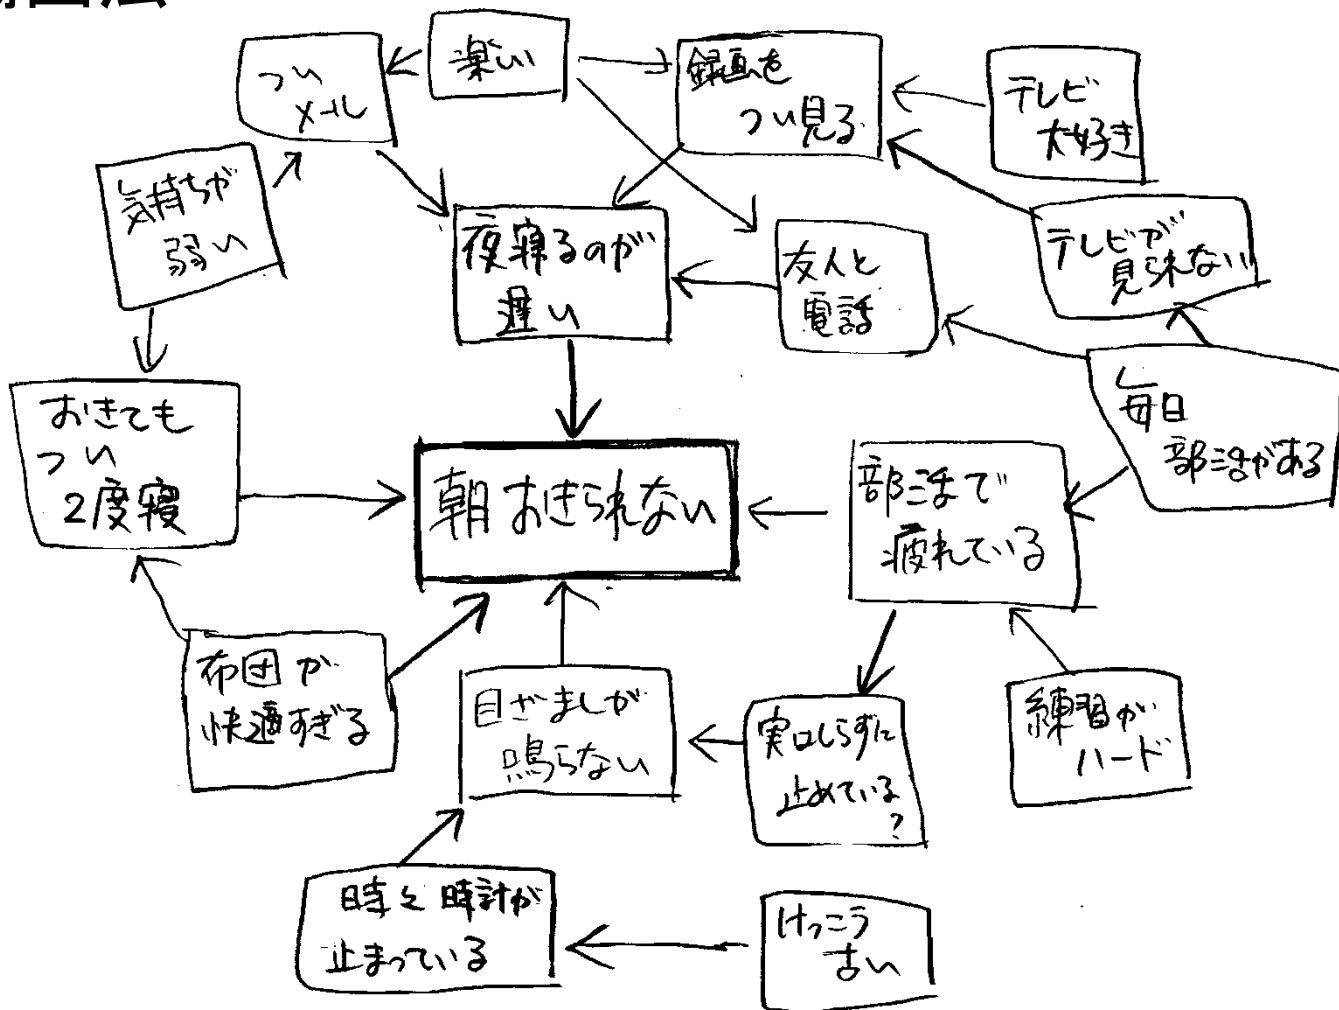 楽しい
つい
メール
録画を
つい見る
テレビ
大好き
気持ちが
弱い
夜寝るのが
遅い
友人と
電話
テレビが
見られない
毎日
部活がある
おきても
つい
2度寝
朝おきられない
部活で
疲れている
布団が
快適すぎる
目ざましが
鳴らない
実はしらずに
止めている
?
練習が
ハード
時々時計が
止まっている
けっこう
古い